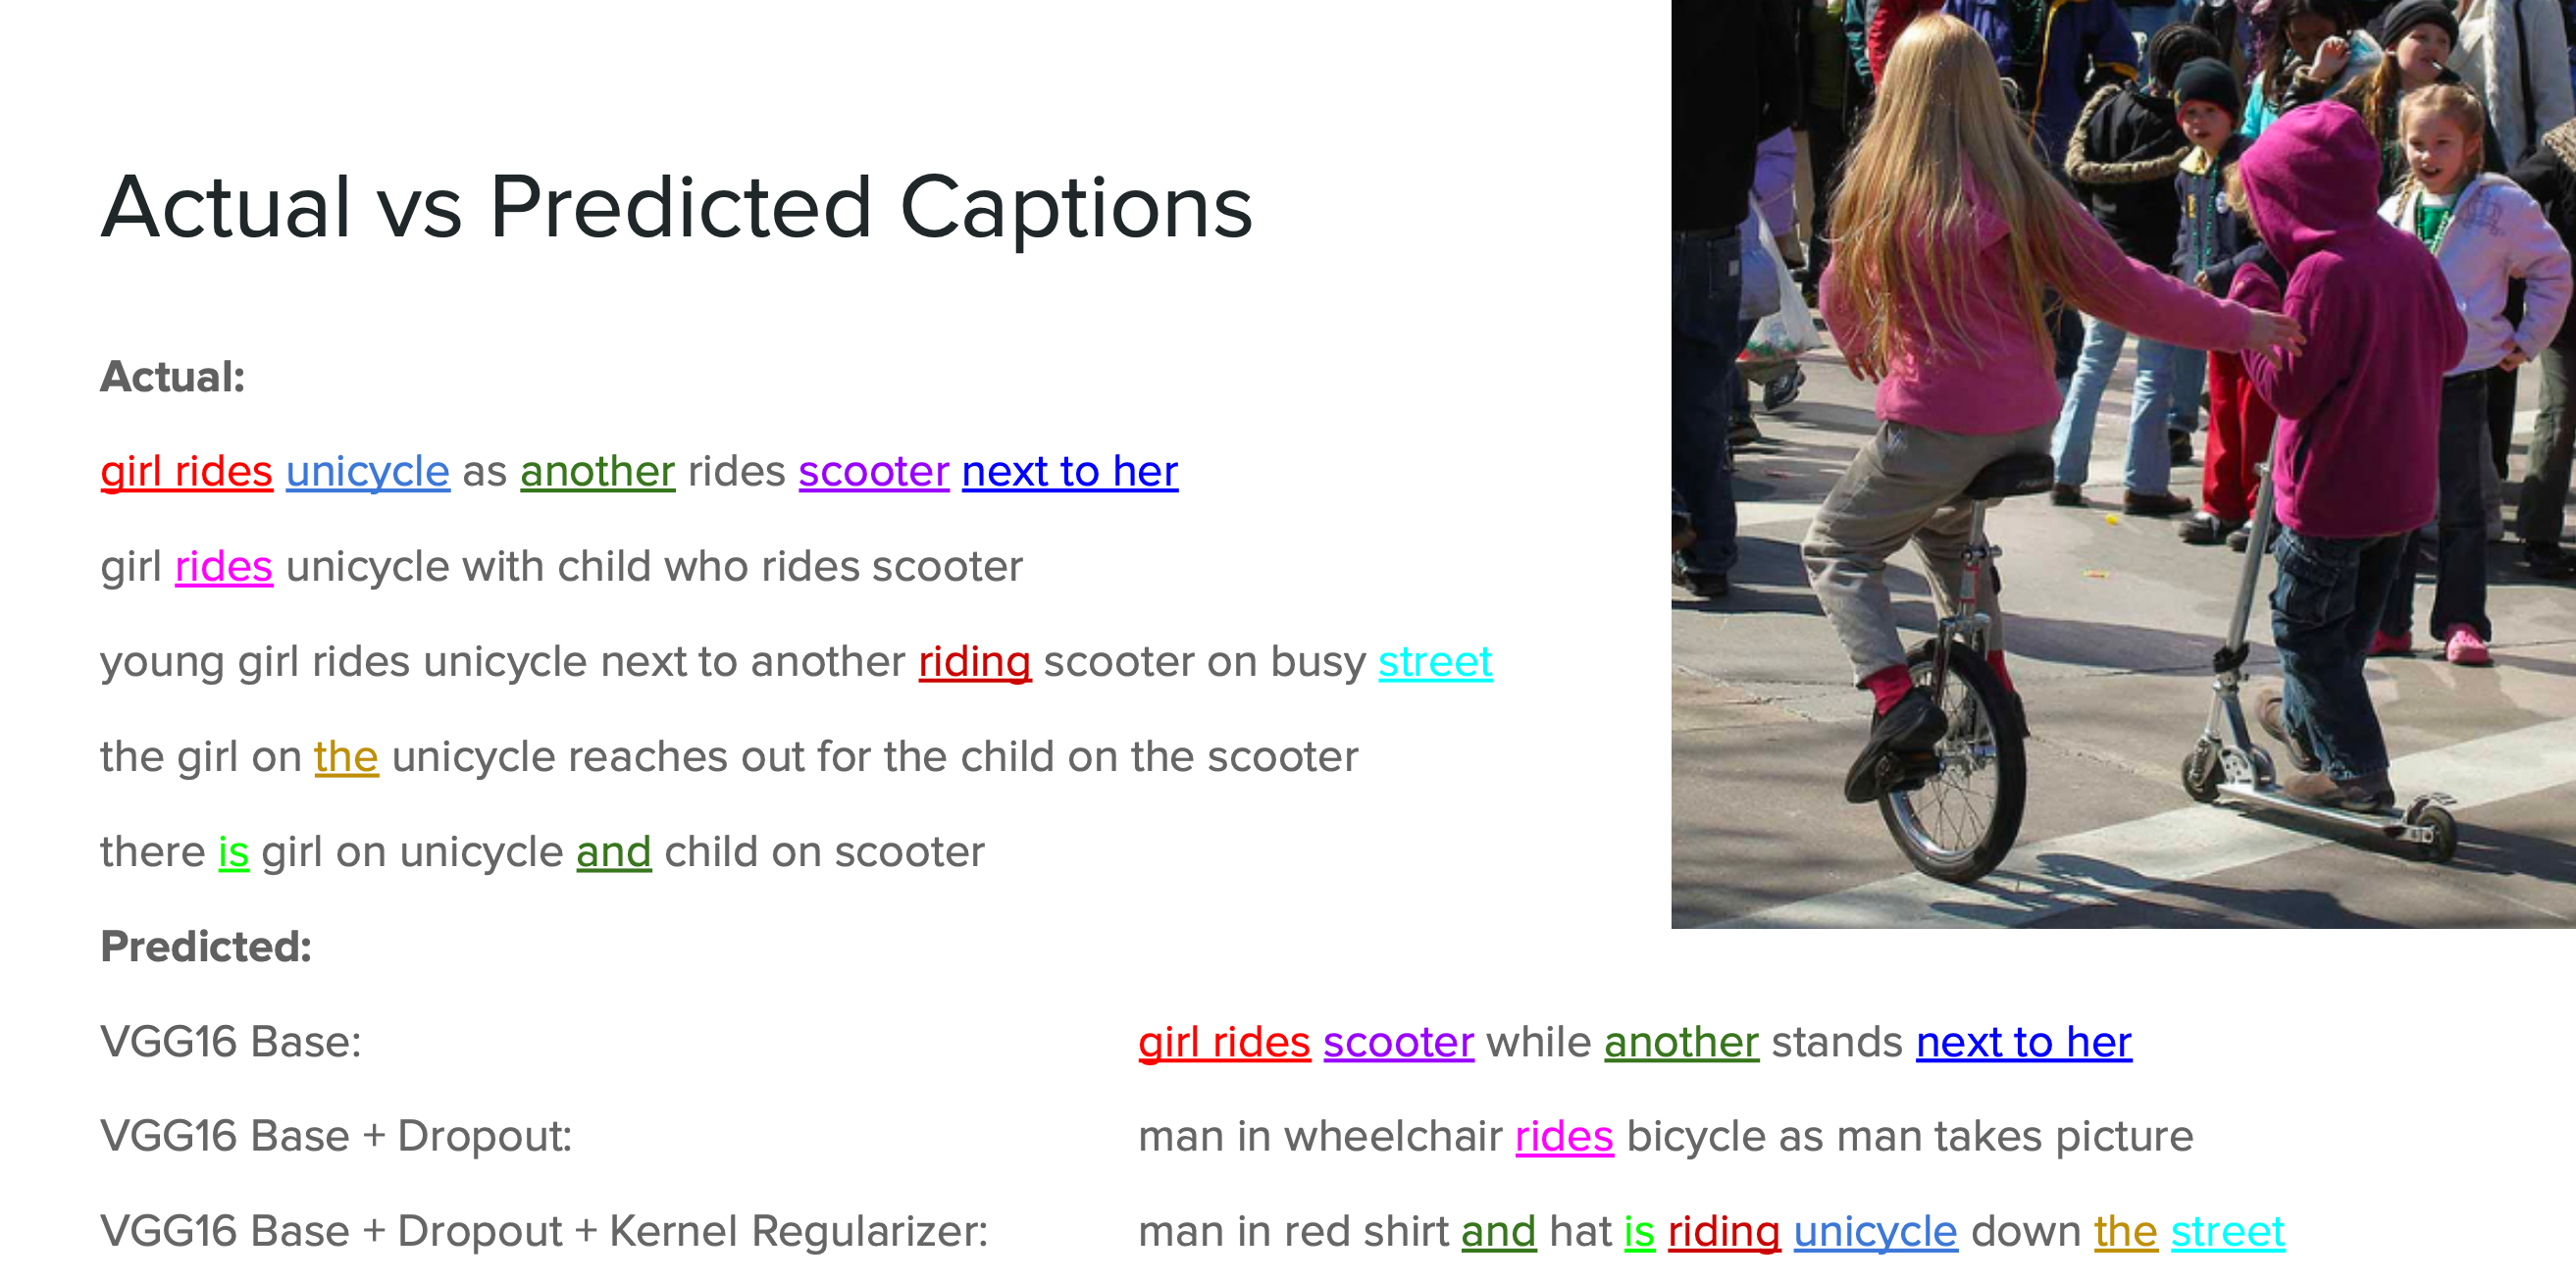 Actual vs Predicted Captions
Actual:
girl rides unicycle as another rides scooter next to her
girl rides unicycle with child who rides scooter
young girl rides unicycle next to another riding scooter on busy street
the girl on the unicycle reaches out for the child on the scooter
there is girl on unicycle and child on scooter
Predicted:
VGG16 Base: girl rides scooter while another stands next to her
VGG16 Base + Dropout: man in wheelchair rides bicycle as man takes picture
VGG16 Base + Dropout + Kernel Regularizer: man in red shirt and hat is riding unicycle down the street